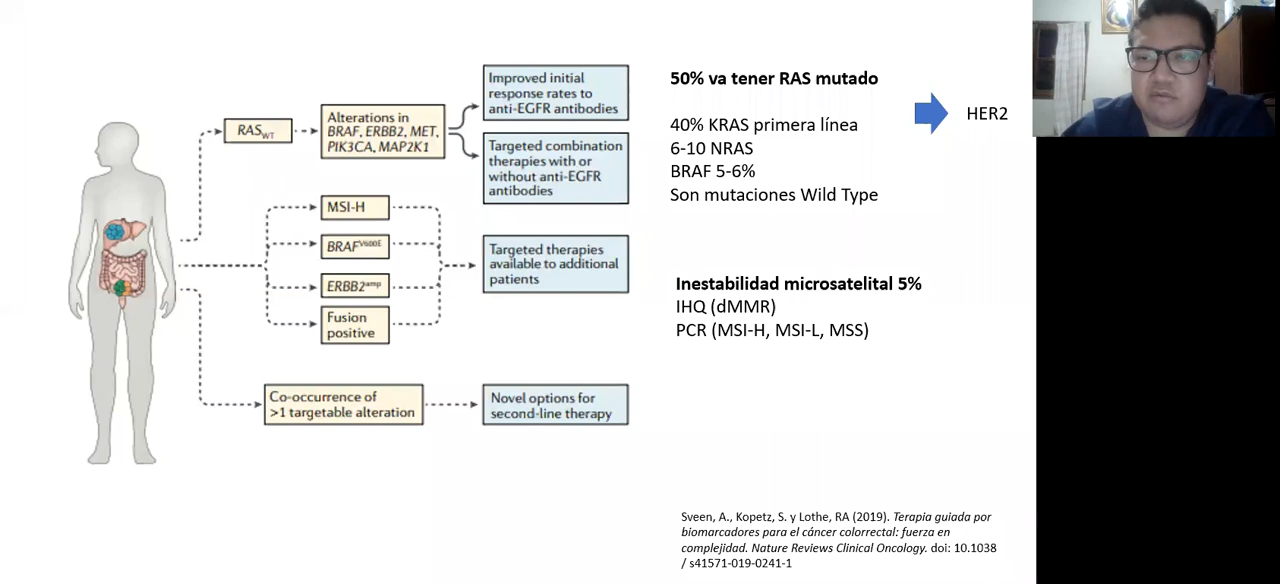 RASWT
Alterations in
BRAF, ERBB2, MET,
PIK3CA, MAP2K1
Improved initial
response rates to
anti-EGFR antibodies
Targeted combination
therapies with or
without anti-EGFR
antibodies
MSI-H
BRAFV600E
ERBB2amp
Fusion
positive
Targeted therapies
available to additional
patients
Co-occurrence of
>1 targetable alteration
Novel options for
second-line therapy
50% va tener RAS mutado
40% KRAS primera línea
6-10 NRAS
BRAF 5-6%
Son mutaciones Wild Type
HER2
Inestabilidad microsatelital 5%
IHQ (dMMR)
PCR (MSI-H, MSI-L, MSS)
Sveen, A., Kopetz, S. y Lothe, RA (2019). Terapia guiada por
biomarcadores para el cáncer colorrectal: fuerza en
complejidad. Nature Reviews Clinical Oncology. doi: 10.1038
/ s41571-019-0241-1